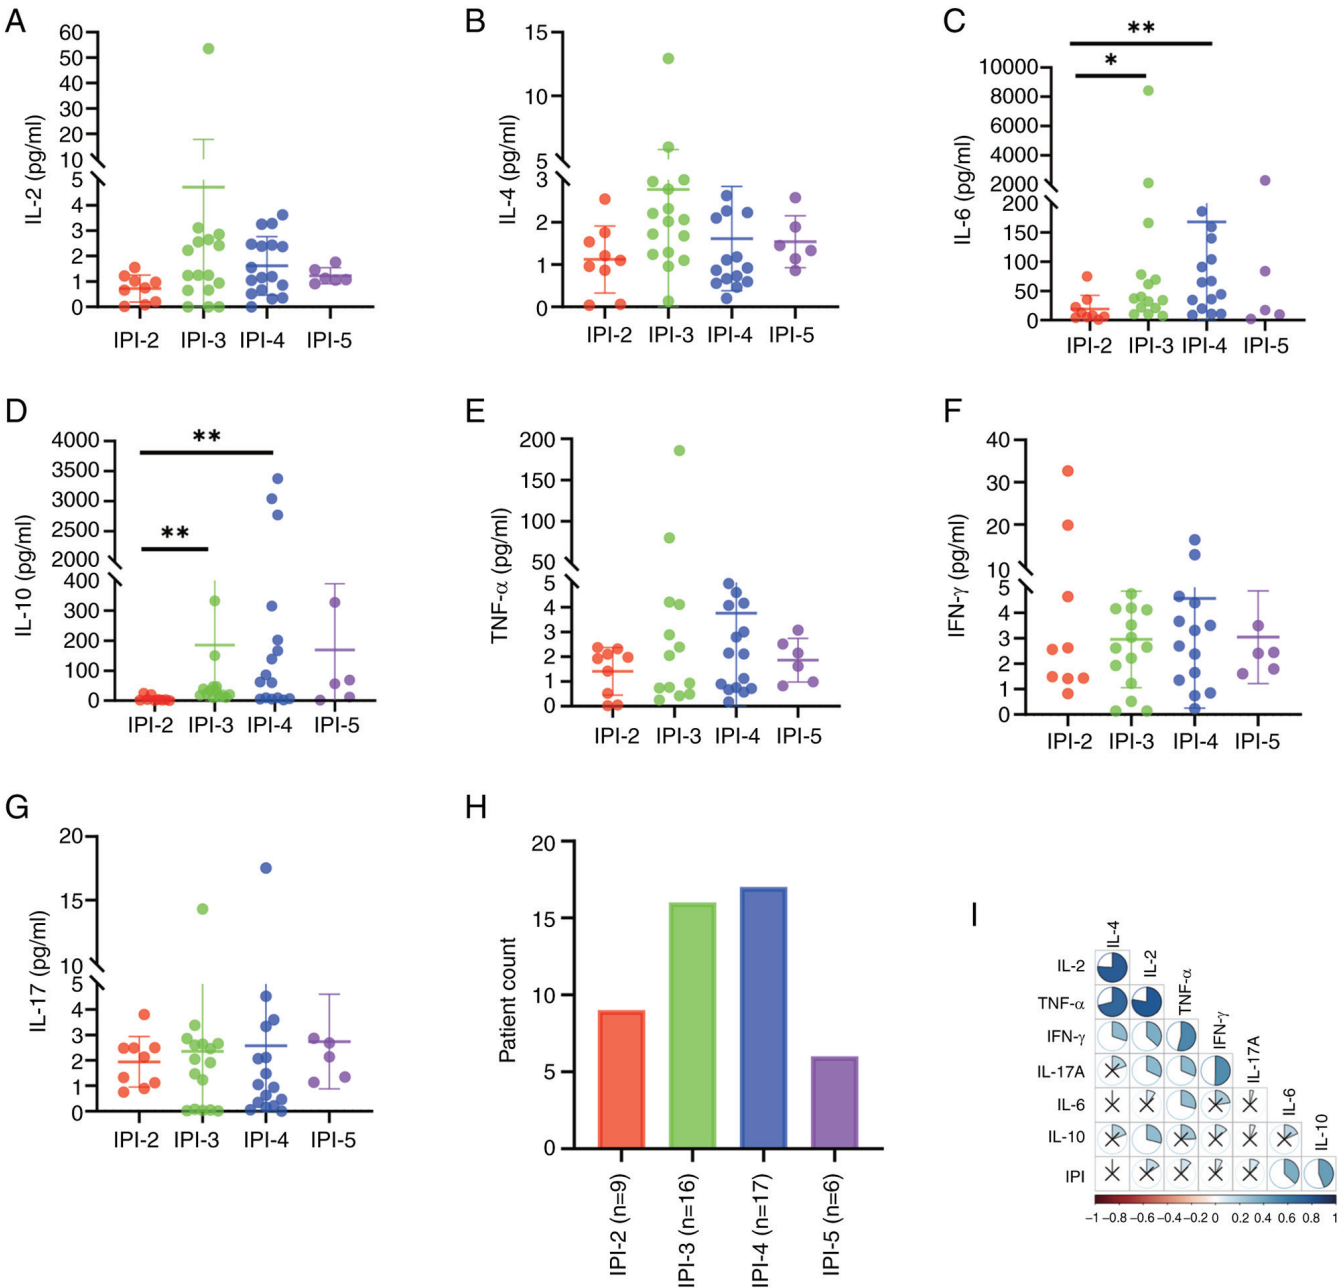 A
IL-2 (pg/ml)
60
50
40
30
20
10
5
4
3
2
1
0
IPI-2 IPI-3 IPI-4 IPI-5
B
IL-4 (pg/ml)
15
10
5
3
2
1
0
IPI-2 IPI-3 IPI-4 IPI-5
C
IL-6 (pg/ml)
**
*
10000
8000
6000
4000
2000
200
150
100
50
0
IPI-2 IPI-3 IPI-4 IPI-5
D
IL-10 (pg/ml)
**
**
4000
3500
3000
2500
2000
400
300
200
100
0
IPI-2 IPI-3 IPI-4 IPI-5
E
TNF-α (pg/ml)
200
150
100
50
5
4
3
2
1
0
IPI-2 IPI-3 IPI-4 IPI-5
F
IFN-γ (pg/ml)
40
30
20
10
5
4
3
2
1
0
IPI-2 IPI-3 IPI-4 IPI-5
G
IL-17 (pg/ml)
20
15
10
5
4
3
2
1
0
IPI-2 IPI-3 IPI-4 IPI-5
H
Patient count
20
15
10
5
0
IPI-2 (n=9)
IPI-3 (n=16)
IPI-4 (n=17)
IPI-5 (n=6)
I
IL-4
IL-2
TNF-α
IFN-γ
IL-17A
IL-6
IL-10
IL-2
TNF-α
IFN-γ
IL-17A
IL-6
IL-10
IPI
−1 −0.8 −0.6 −0.4 −0.2 0 0.2 0.4 0.6 0.8 1